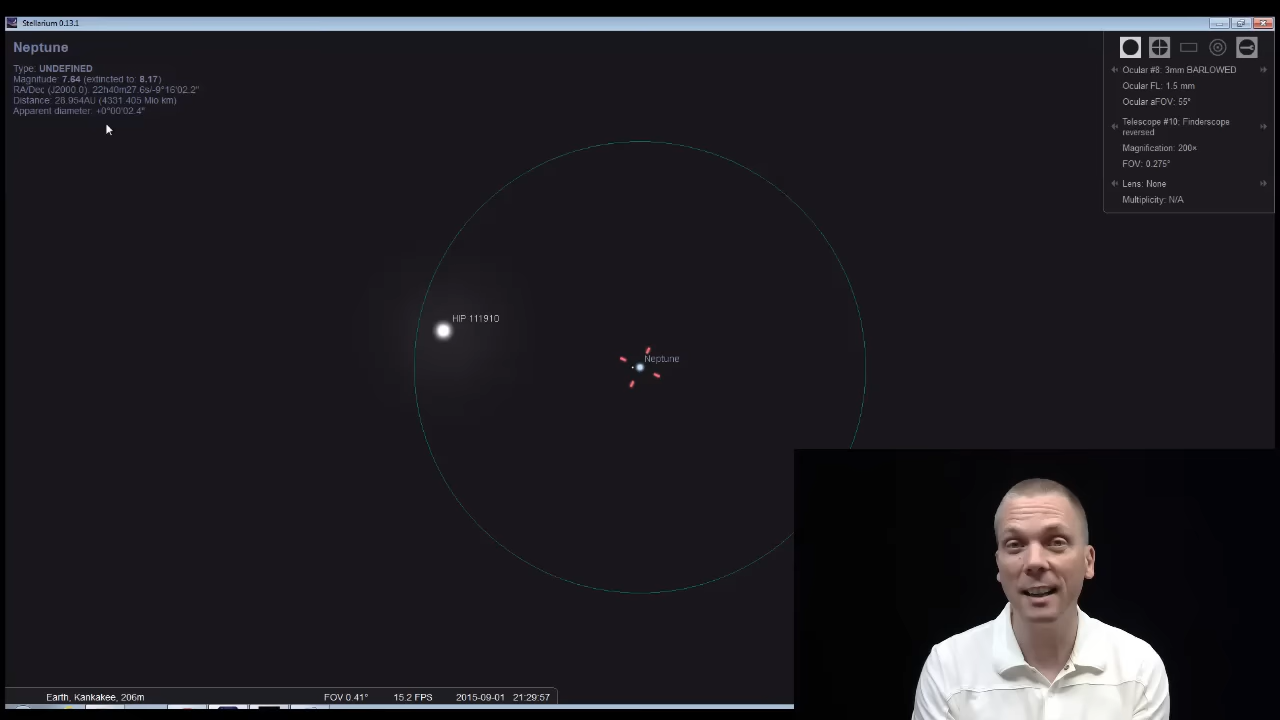 Stellarium 0.13.1
Neptune
Type: UNDEFINED
Magnitude: 7.64 (extincted to: 8.17)
RA/Dec (J2000.0): 22h40m27.6s/-9°16'02.2"
Distance: 28.954AU (4331.405 Mio km)
Apparent diameter: +0°00'02.4"
Ocular #8: 3mm BARLOWED
Ocular FL: 1.5 mm
Ocular aFOV: 55°
Telescope #10: Finderscope
reversed
Magnification: 200×
FOV: 0.275°
Lens: None
Multiplicity: N/A
HIP 111910
Neptune
Earth, Kankakee, 206m FOV 0.41° 15.2 FPS 2015-09-01 21:29:57